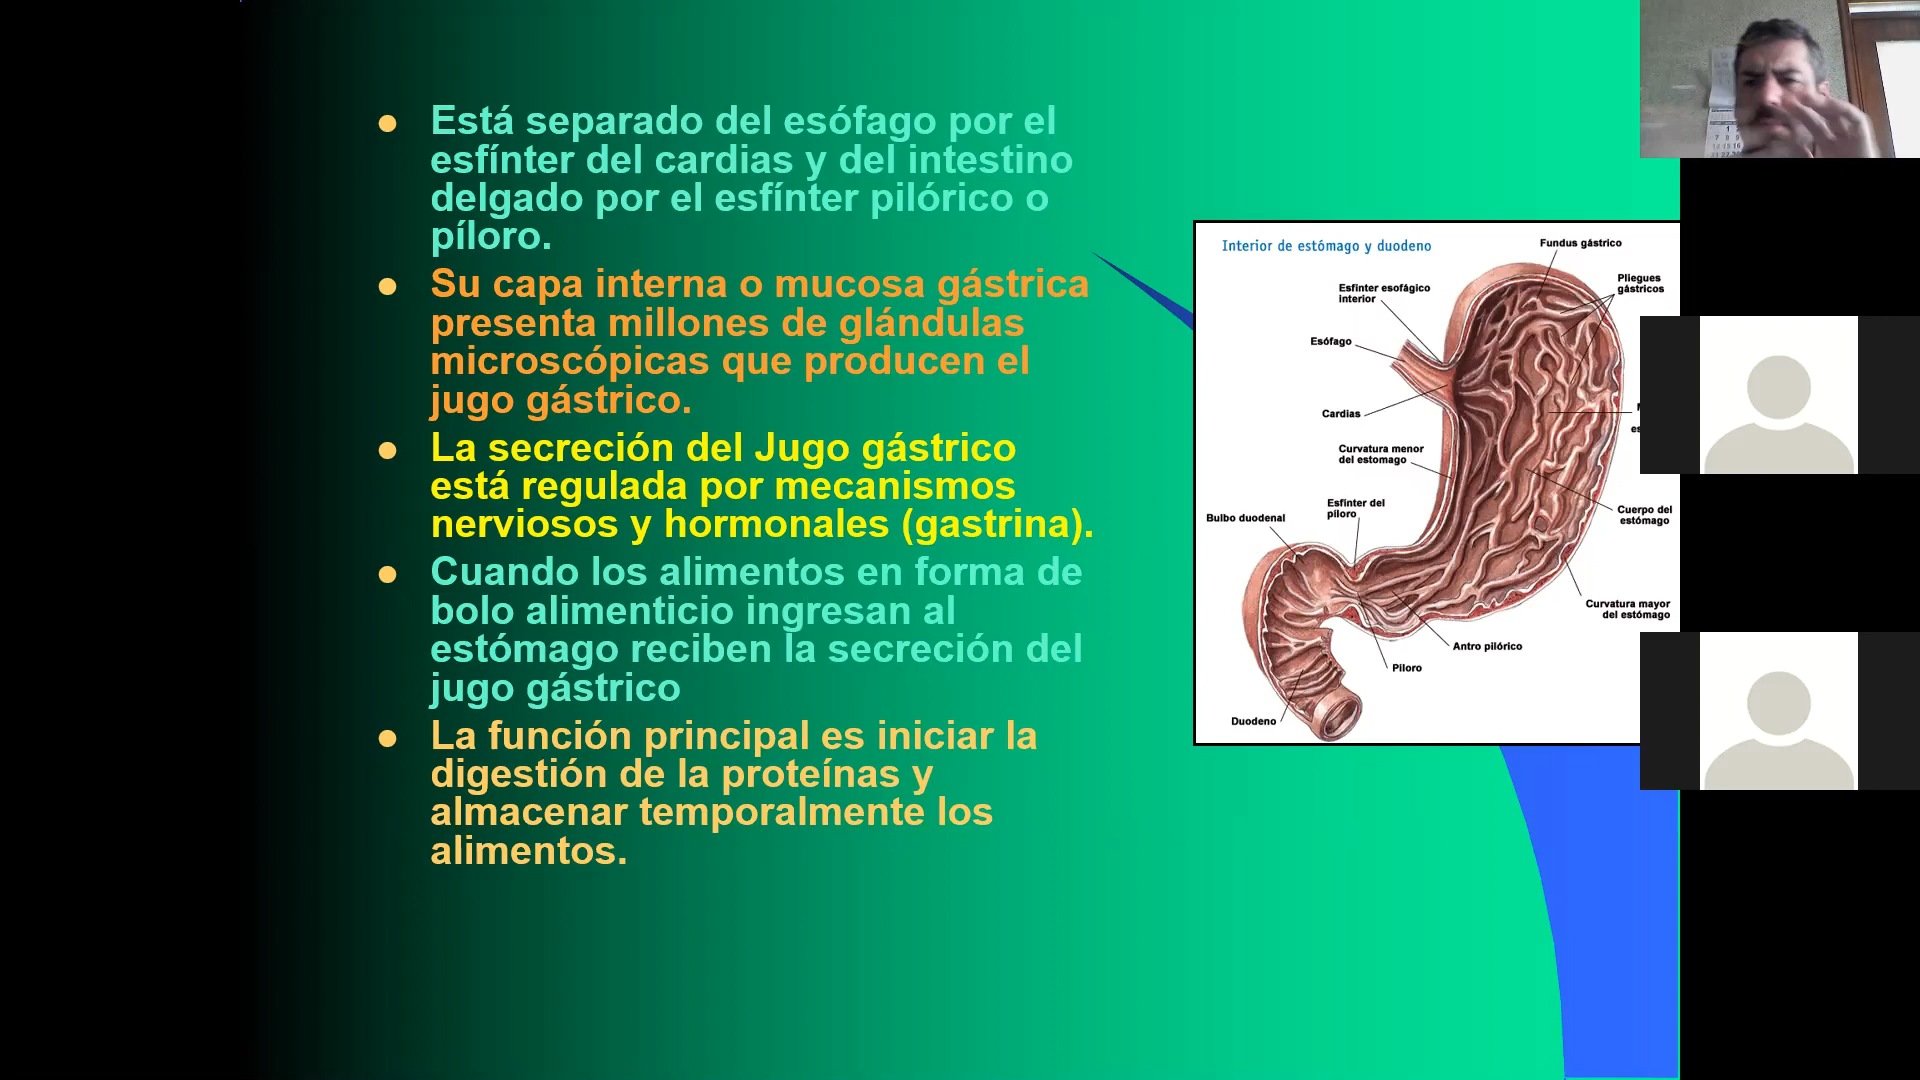 Está separado del esófago por el
esfínter del cardias y del intestino
delgado por el esfínter pilórico o
píloro.
Su capa interna o mucosa gástrica
presenta millones de glándulas
microscópicas que producen el
jugo gástrico.
La secreción del Jugo gástrico
está regulada por mecanismos
nerviosos y hormonales (gastrina).
Cuando los alimentos en forma de
bolo alimenticio ingresan al
estómago reciben la secreción del
jugo gástrico
La función principal es iniciar la
digestión de la proteínas y
almacenar temporalmente los
alimentos.
Interior de estómago y duodeno
Fundus gástrico
Pliegues
gástricos
Esfinter esofágico
interior
Esófago
Cardias
Curvatura menor
del estomago
Esfínter del
píloro
Bulbo duodenal
Cuerpo del
estómago
Curvatura mayor
del estómago
Antro pilórico
Píloro
Duodeno